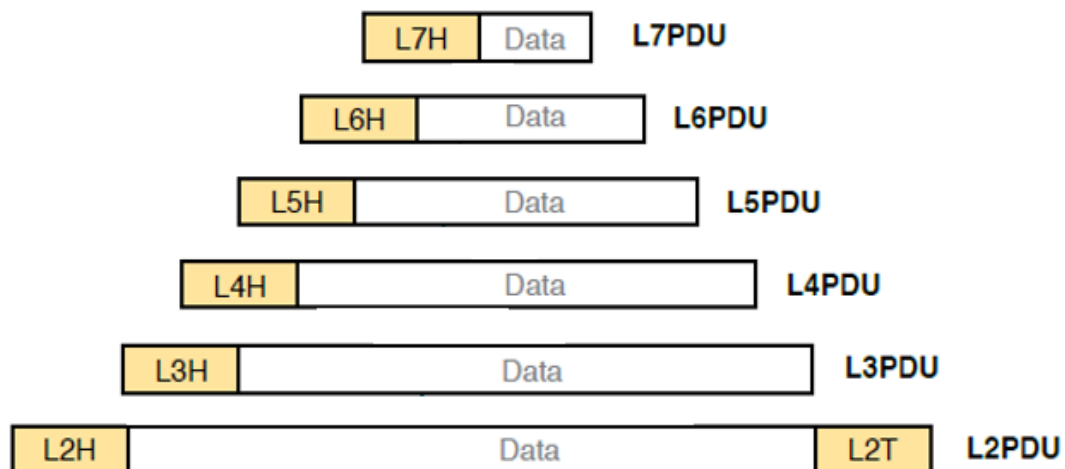 L7H Data L7PDU
L6H Data L6PDU
L5H Data L5PDU
L4H Data L4PDU
L3H Data L3PDU
L2H Data L2T L2PDU